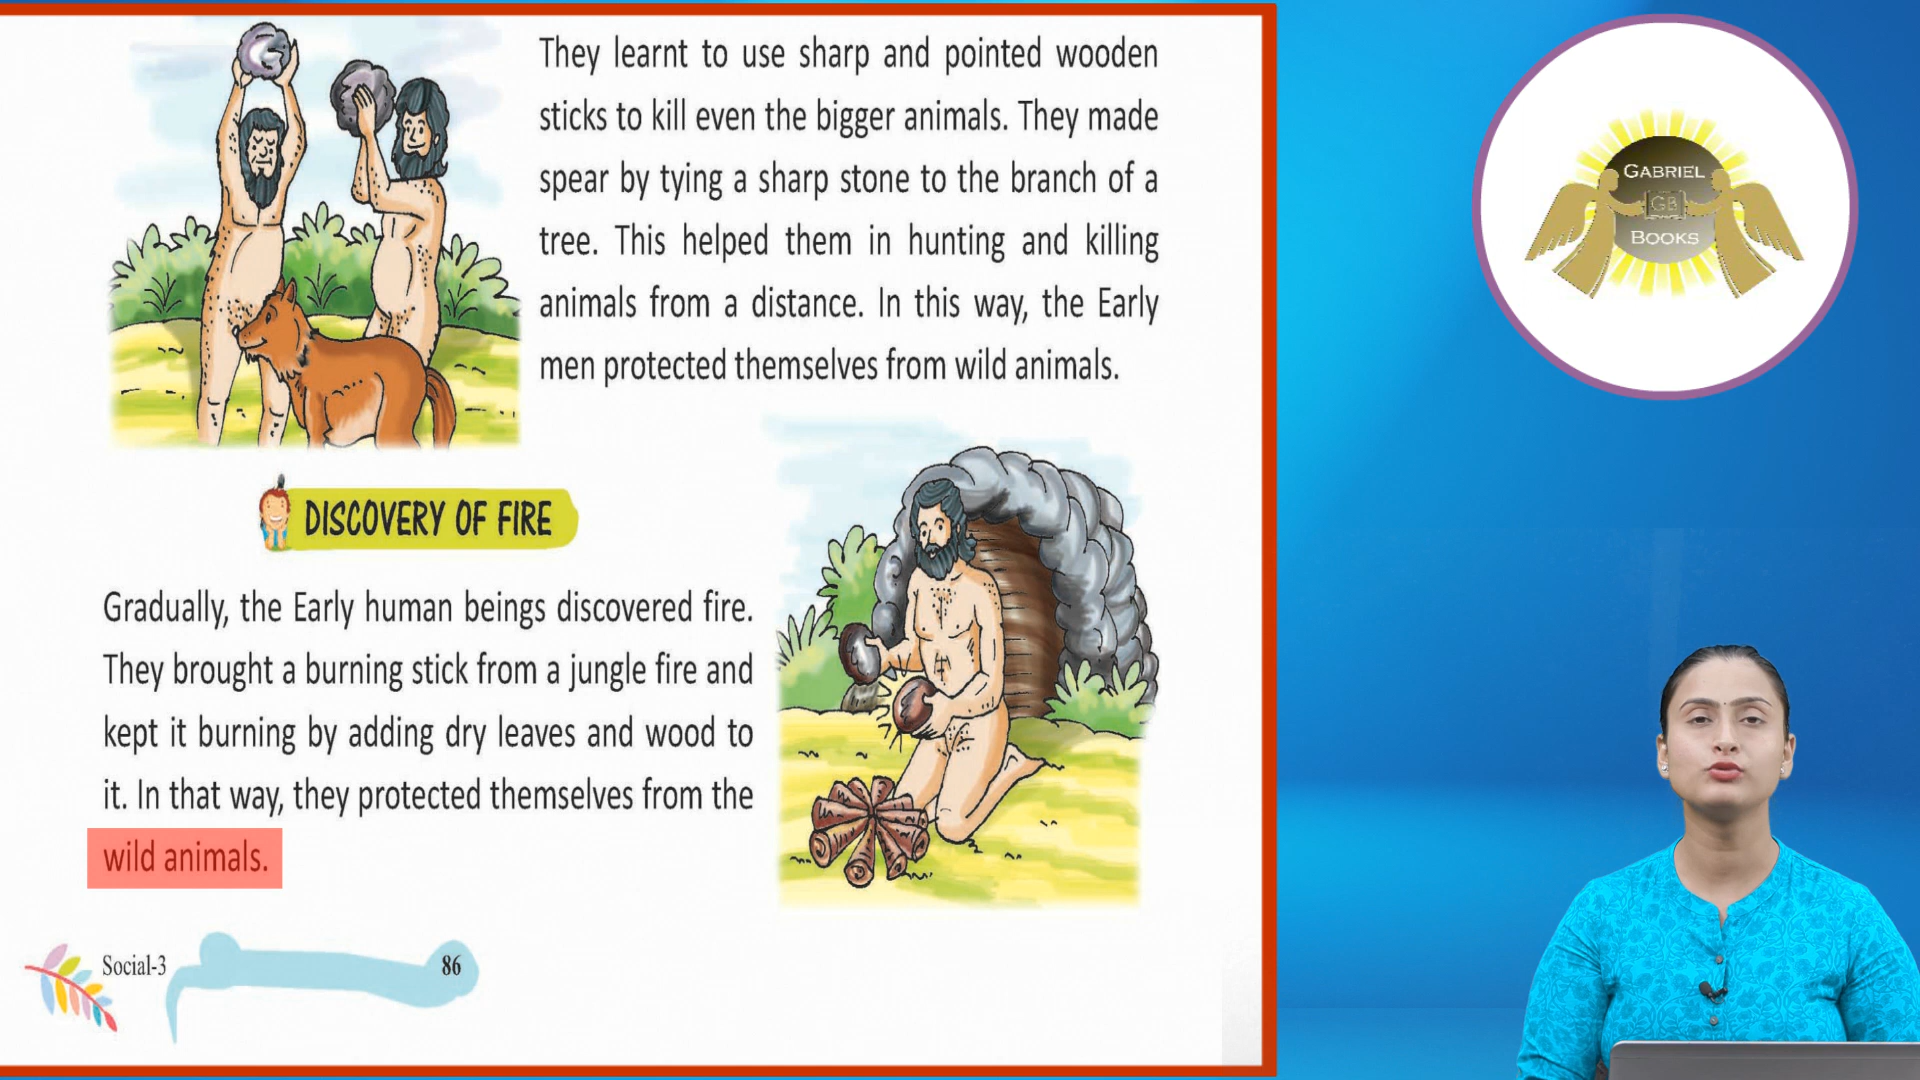 They learnt to use sharp and pointed wooden
sticks to kill even the bigger animals. They made
spear by tying a sharp stone to the branch of a
tree. This helped them in hunting and killing
animals from a distance. In this way, the Early
men protected themselves from wild animals.
DISCOVERY OF FIRE
Gradually, the Early human beings discovered fire.
They brought a burning stick from a jungle fire and
kept it burning by adding dry leaves and wood to
it. In that way, they protected themselves from the
wild animals.
Social-3
86
GABRIEL
GB
BOOKS